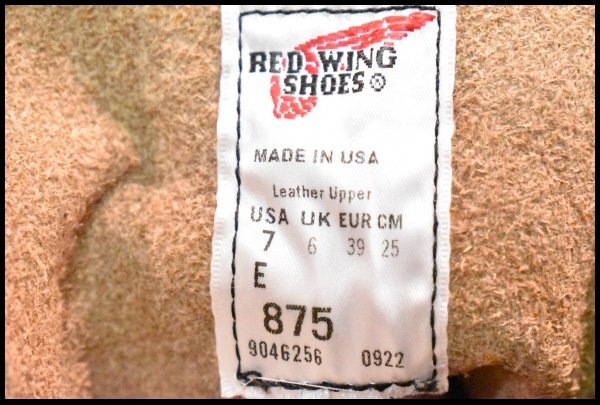 RED WING
SHOES ®
MADE IN USA
Leather Upper
USA UK EUR CM
7 6 39 25
E
875
9046256 0922